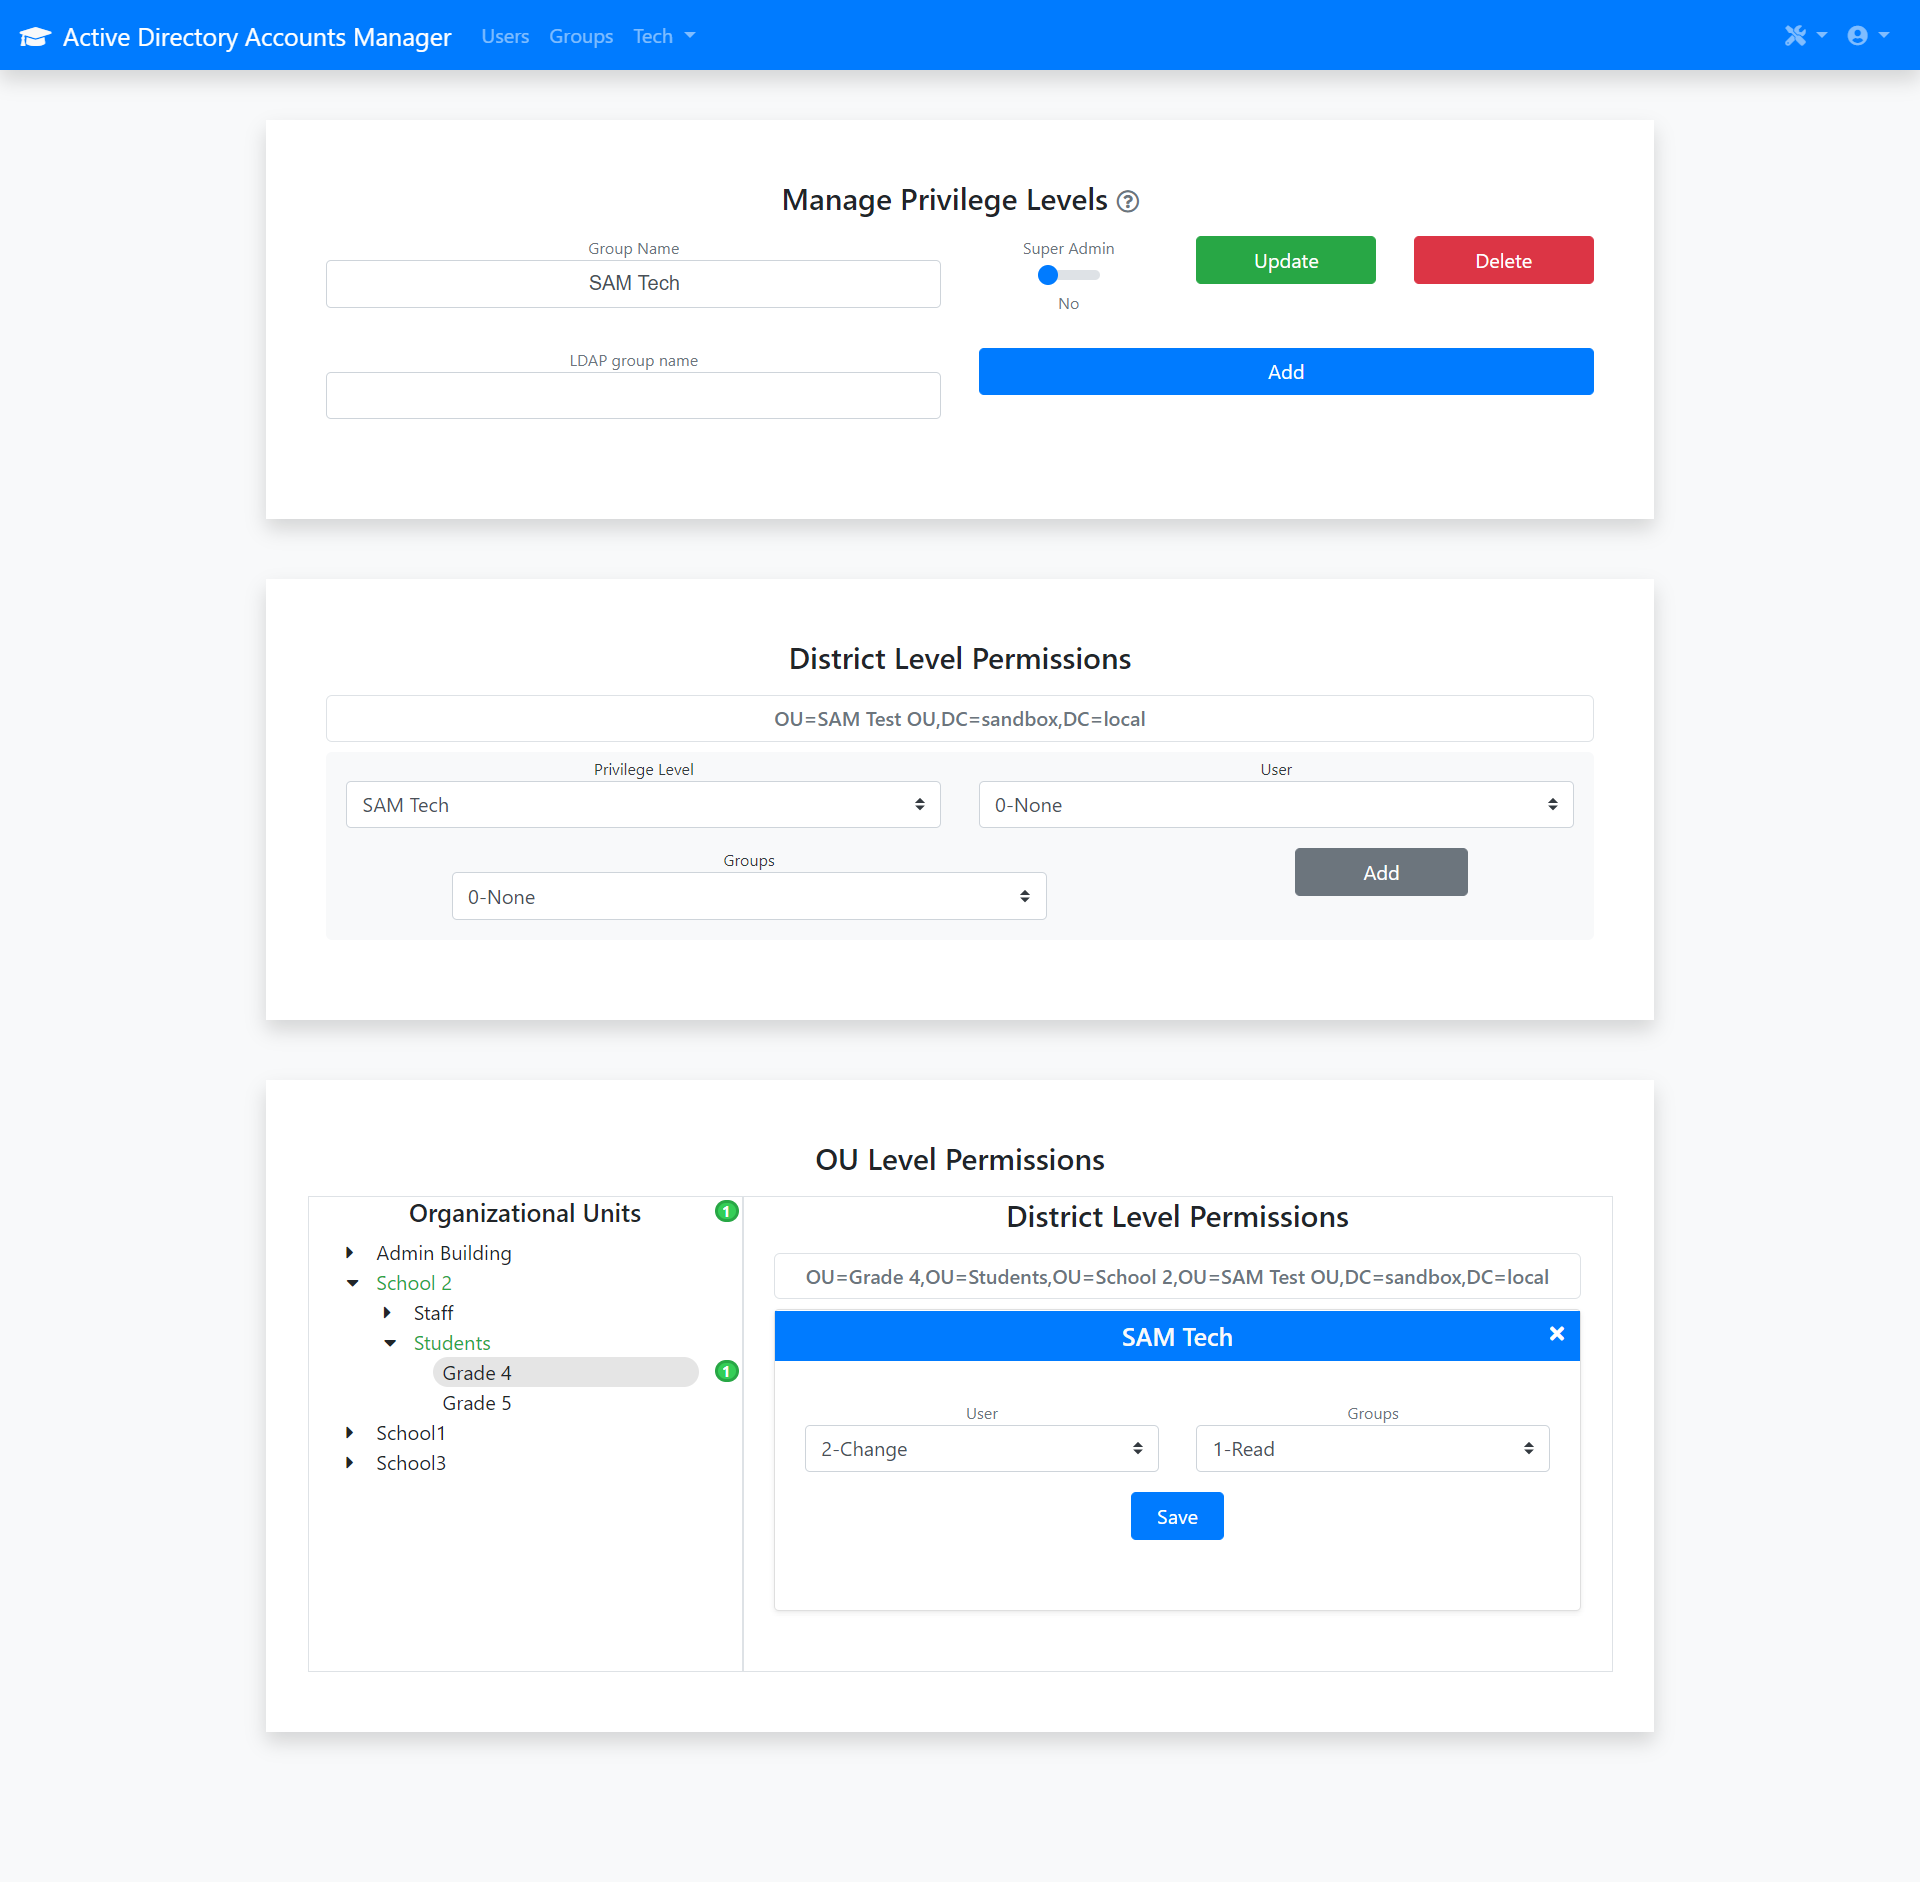 Active Directory Accounts Manager Users Groups Tech
Manage Privilege Levels ?
Group Name
SAM Tech
Super Admin
No
Update
Delete
LDAP group name
Add
District Level Permissions
OU=SAM Test OU,DC=sandbox,DC=local
Privilege Level
SAM Tech
User
0-None
Groups
0-None
Add
OU Level Permissions
Organizational Units 1
Admin Building
School 2
Staff
Students
Grade 4 1
Grade 5
School1
School3
District Level Permissions
OU=Grade 4,OU=Students,OU=School 2,OU=SAM Test OU,DC=sandbox,DC=local
SAM Tech
User
2-Change
Groups
1-Read
Save